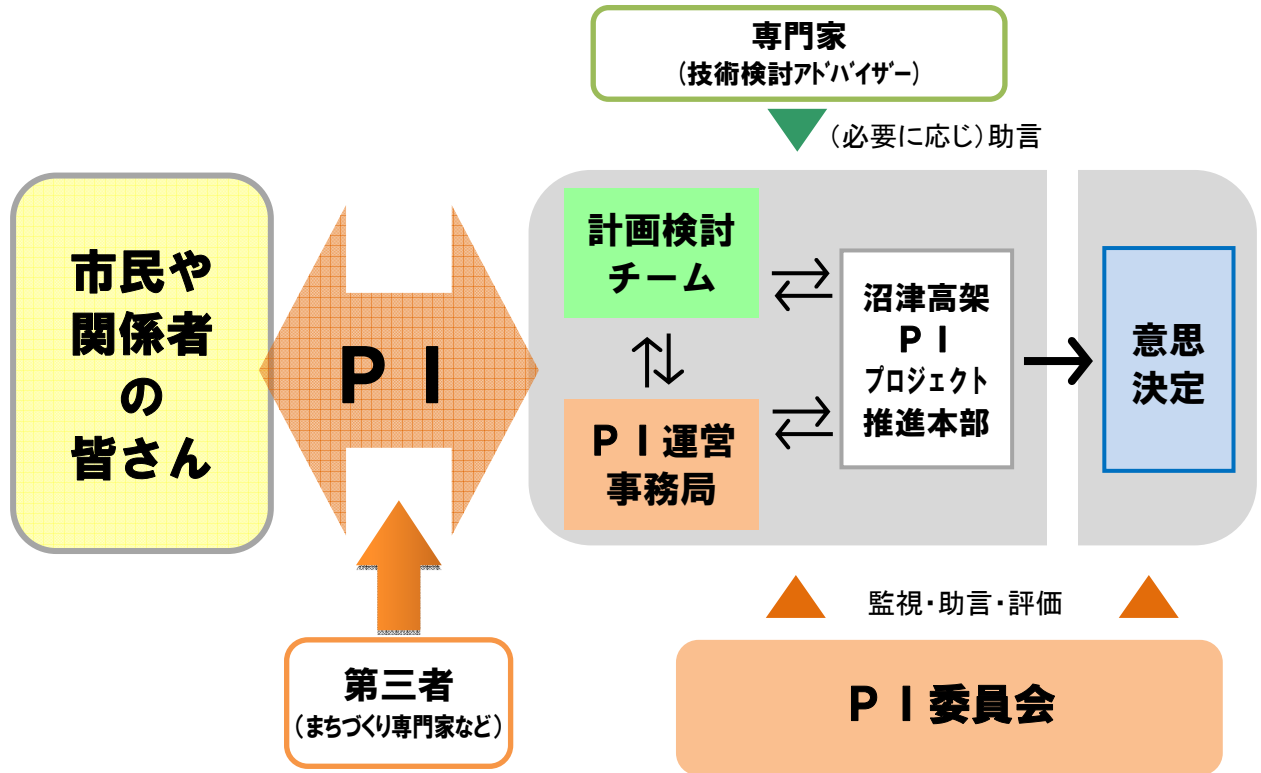 専門家
(技術検討ｱﾄﾞﾊﾞｲｻﾞｰ)
(必要に応じ)助言
市民や
関係者
の
皆さん
ＰＩ
計画検討
チーム
ＰＩ運営
事務局
沼津高架
ＰＩ
プロジェクト
推進本部
意思
決定
第三者
(まちづくり専門家など)
監視・助言・評価
ＰＩ委員会